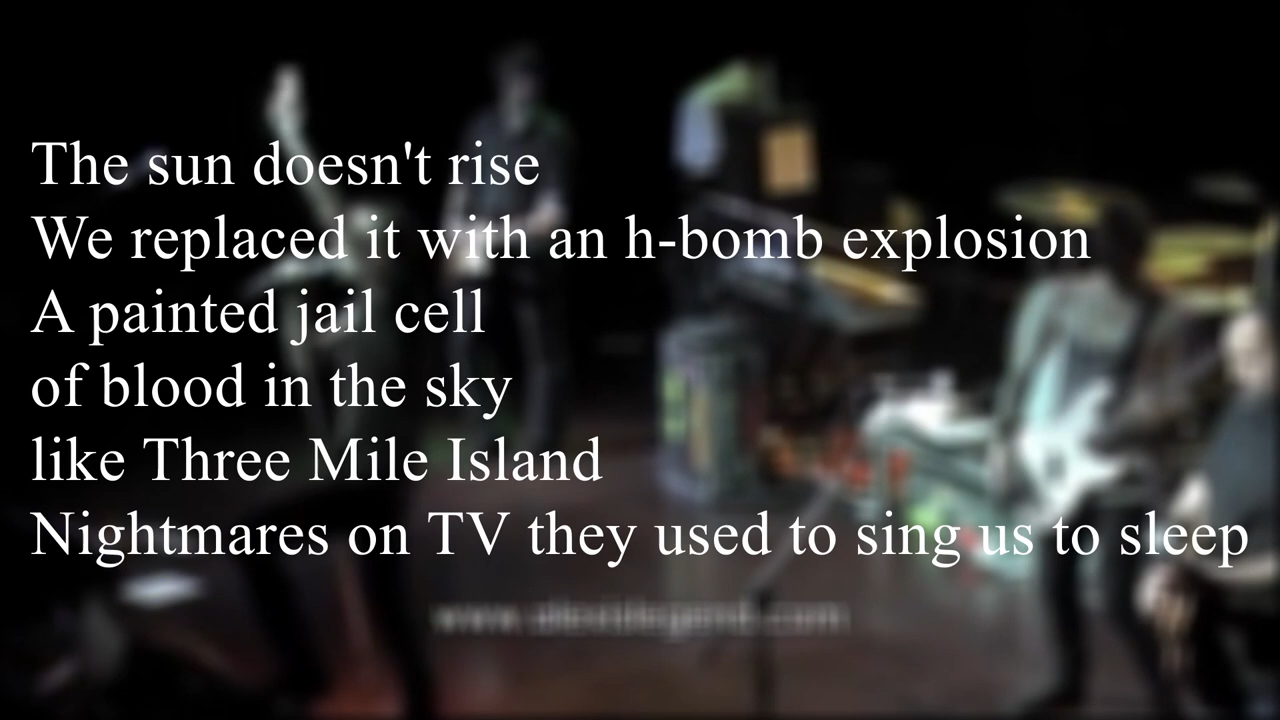 The sun doesn't rise
We replaced it with an h-bomb explosion
A painted jail cell
of blood in the sky
like Three Mile Island
Nightmares on TV they used to sing us to sleep